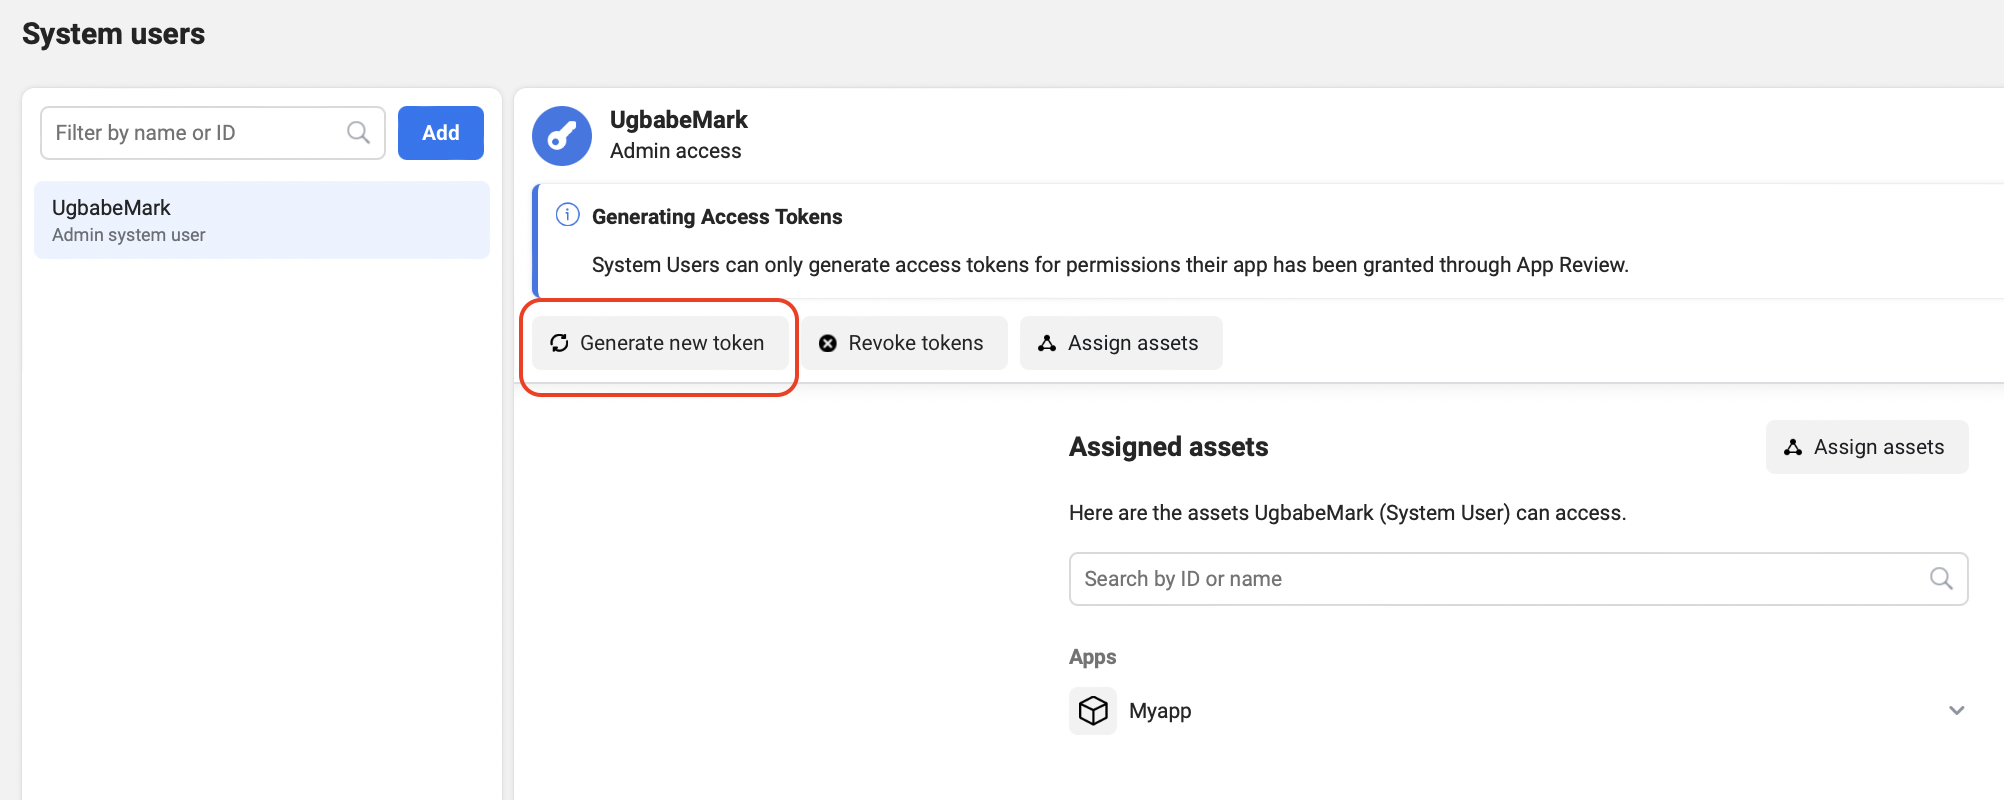 System users
Filter by name or ID
Add
UgbabeMark
Admin system user
UgbabeMark
Admin access
Generating Access Tokens
System Users can only generate access tokens for permissions their app has been granted through App Review.
Generate new token
Revoke tokens
Assign assets
Assigned assets
Assign assets
Here are the assets UgbabeMark (System User) can access.
Search by ID or name
Apps
Myapp